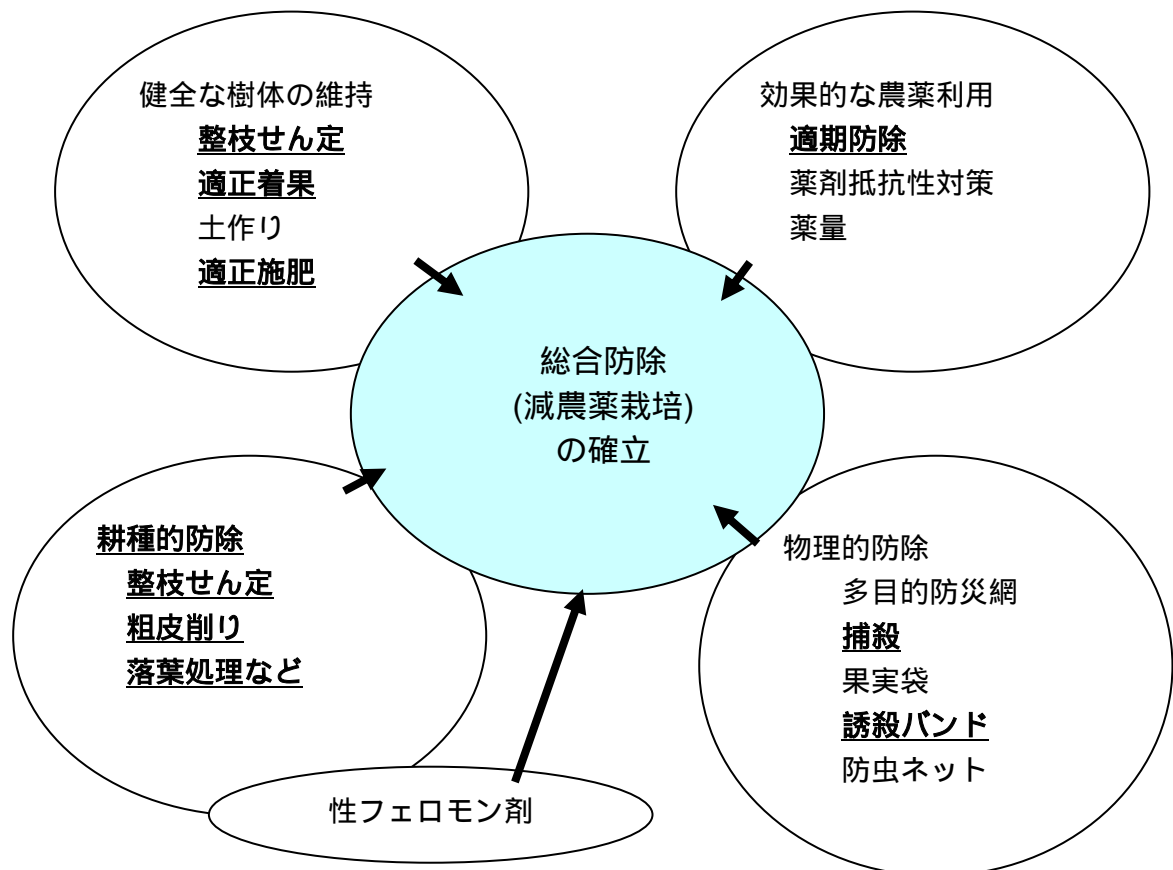 健全な樹体の維持
整枝せん定
適正着果
土作り
適正施肥
効果的な農薬利用
適期防除
薬剤抵抗性対策
薬量
総合防除
(減農薬栽培)
の確立
耕種的防除
整枝せん定
粗皮削り
落葉処理など
物理的防除
多目的防災網
捕殺
果実袋
誘殺バンド
防虫ネット
性フェロモン剤